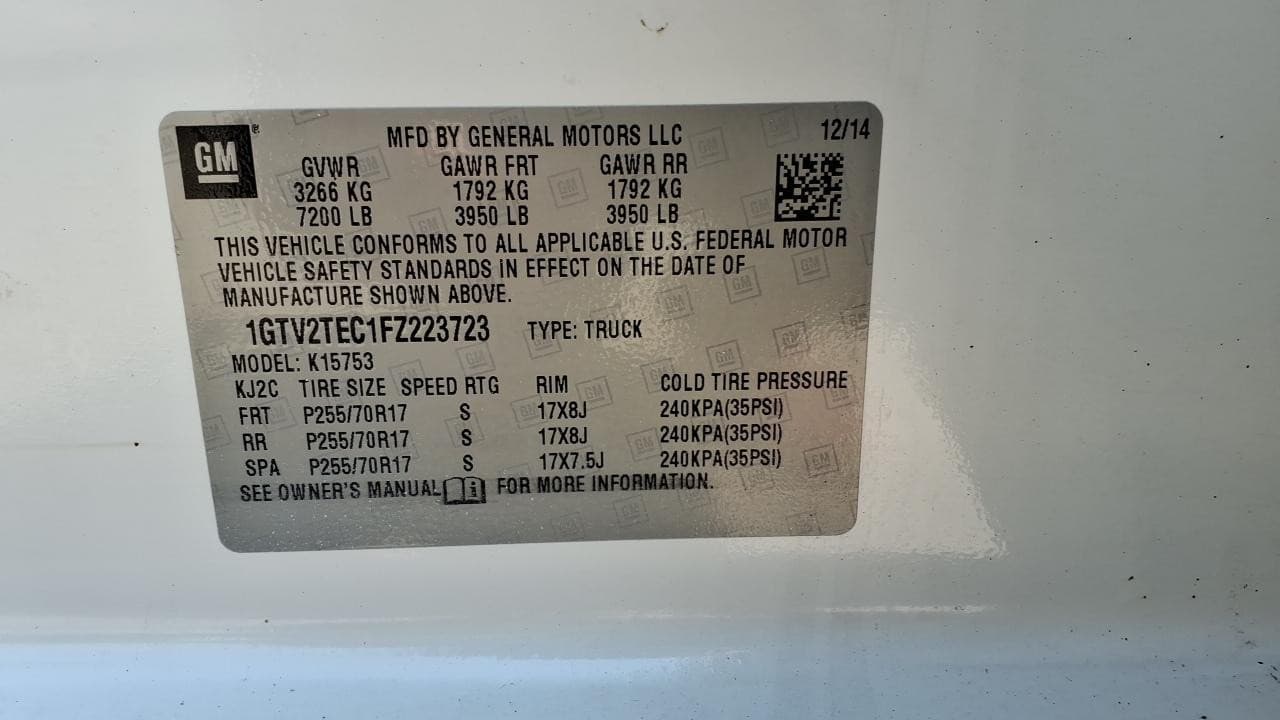 GM®
MFD BY GENERAL MOTORS LLC 12/14
GVWR GAWR FRT GAWR RR
3266 KG 1792 KG 1792 KG
7200 LB 3950 LB 3950 LB
THIS VEHICLE CONFORMS TO ALL APPLICABLE U.S. FEDERAL MOTOR
VEHICLE SAFETY STANDARDS IN EFFECT ON THE DATE OF
MANUFACTURE SHOWN ABOVE.
1GTV2TEC1FZ223723 TYPE: TRUCK
MODEL: K15753
KJ2C TIRE SIZE SPEED RTG RIM COLD TIRE PRESSURE
FRT P255/70R17 S 17X8J 240KPA(35PSI)
RR P255/70R17 S 17X8J 240KPA(35PSI)
SPA P255/70R17 S 17X7.5J 240KPA(35PSI)
SEE OWNER'S MANUAL FOR MORE INFORMATION.